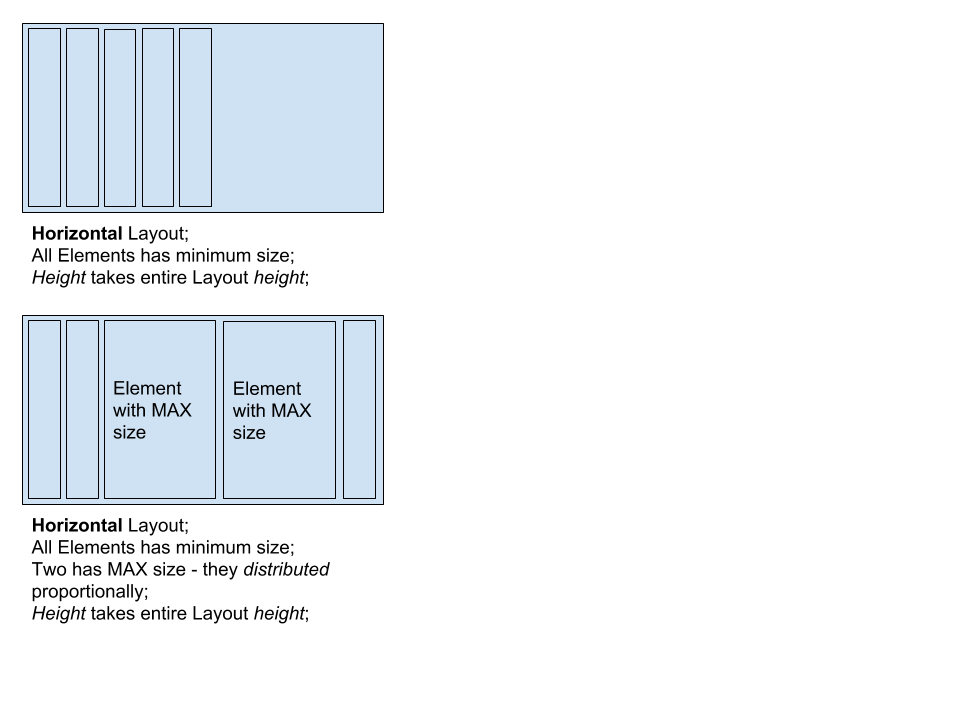 Horizontal Layout;
All Elements has minimum size;
Height takes entire Layout height;
Element
with MAX
size
Element
with MAX
size
Horizontal Layout;
All Elements has minimum size;
Two has MAX size - they distributed
proportionally;
Height takes entire Layout height;